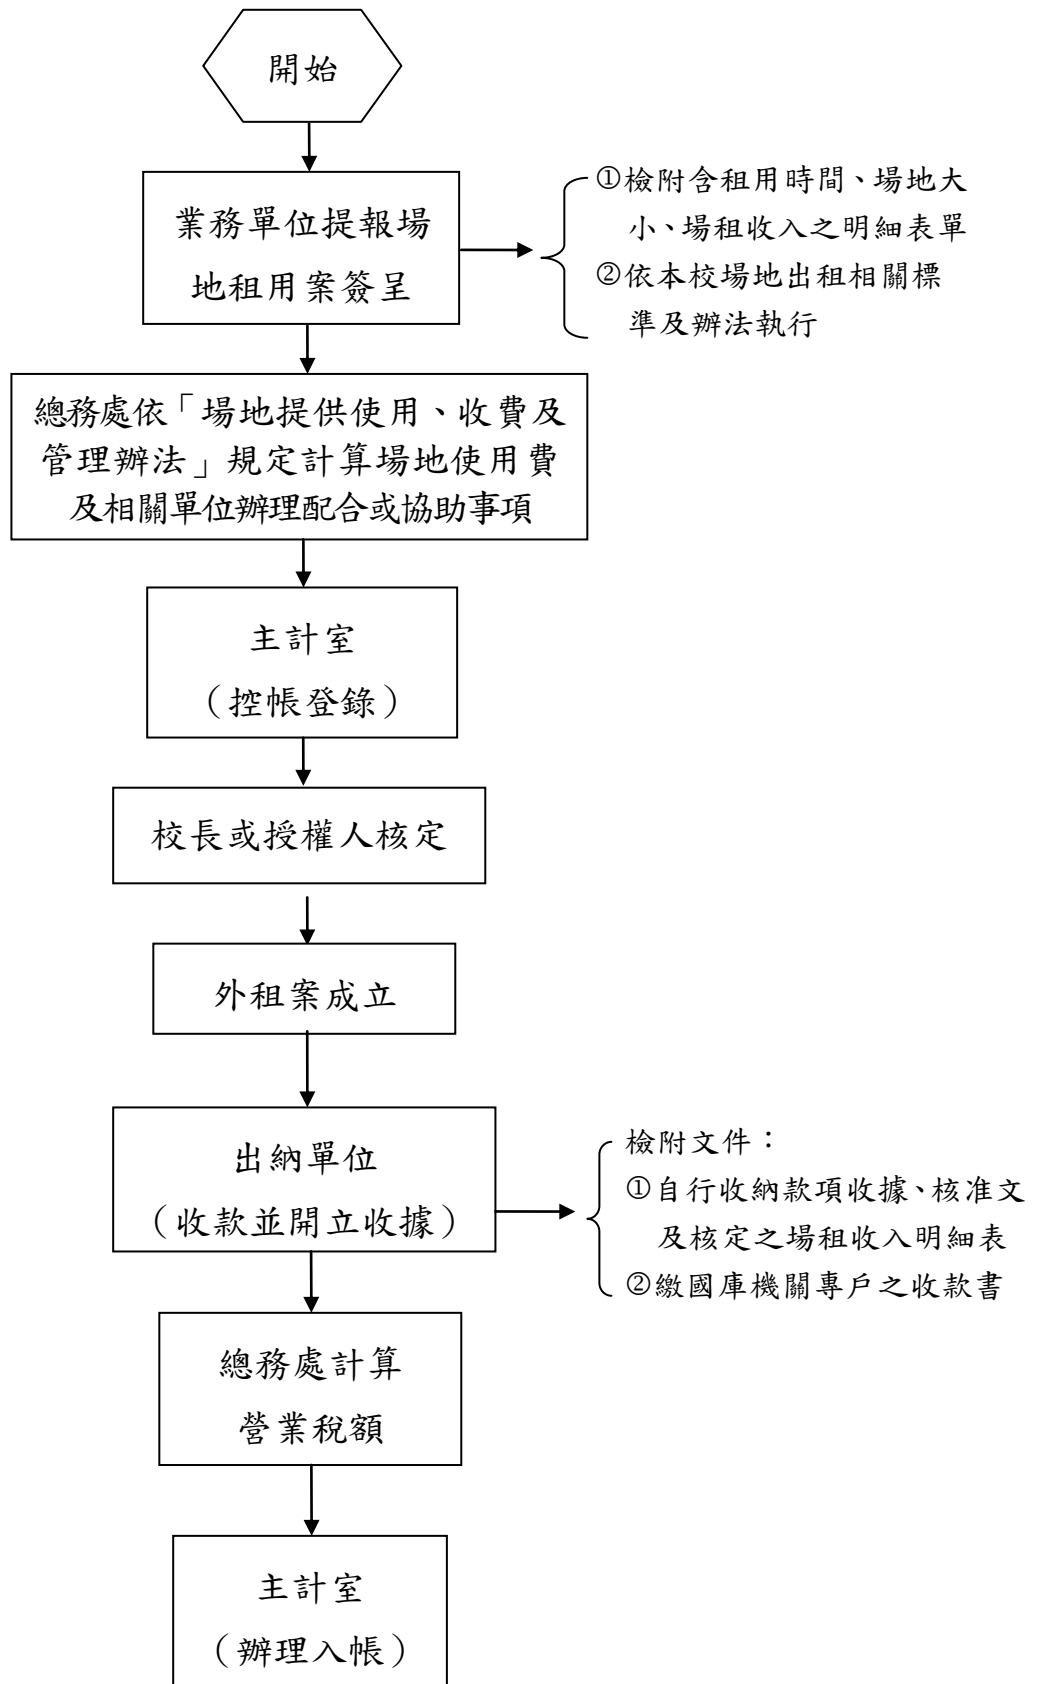 開始
業務單位提報場
地租用案簽呈
①檢附含租用時間、場地大
小、場租收入之明細表單
②依本校場地出租相關標
準及辦法執行
總務處依「場地提供使用、收費及
管理辦法」規定計算場地使用費
及相關單位辦理配合或協助事項
主計室
（控帳登錄）
校長或授權人核定
外租案成立
出納單位
（收款並開立收據）
檢附文件：
①自行收納款項收據、核准文
及核定之場租收入明細表
②繳國庫機關專戶之收款書
總務處計算
營業稅額
主計室
（辦理入帳）